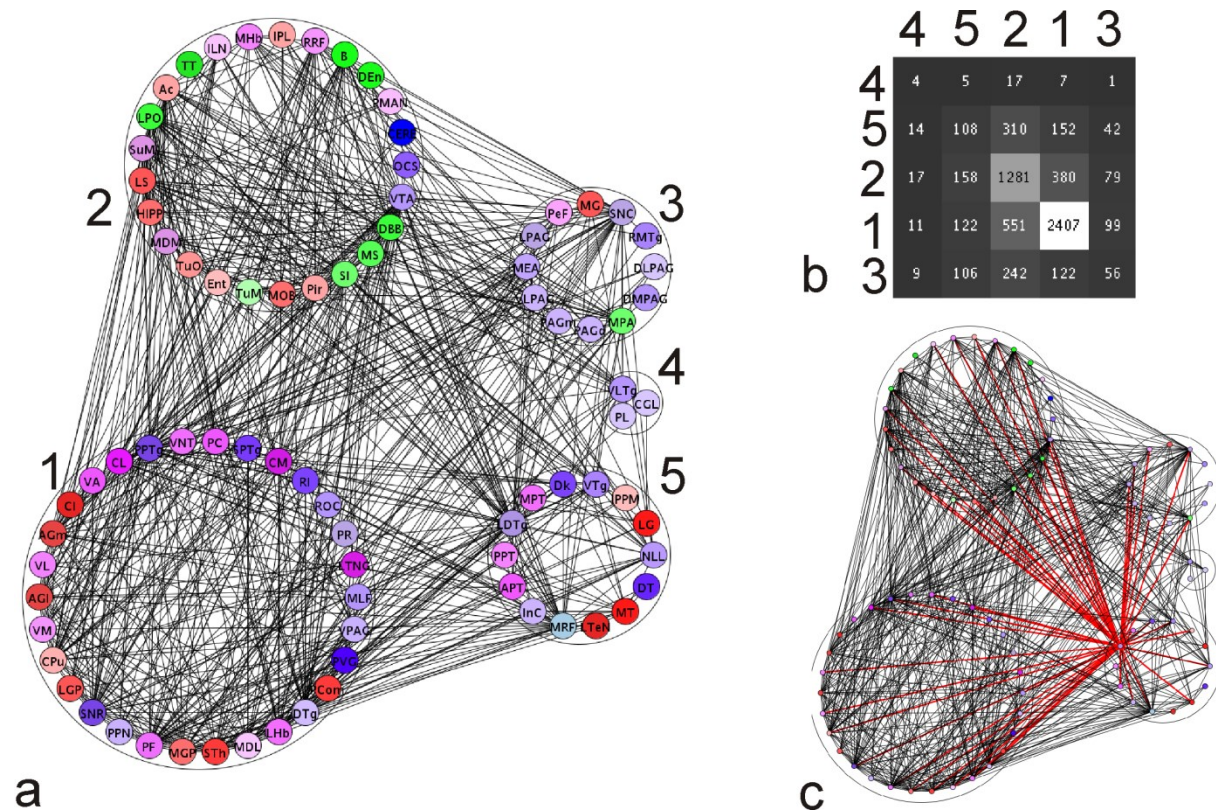 4 5 2 1 3
4 4 5 17 7 1
5 14 108 310 152 42
2 17 158 1281 380 79
1 11 122 551 2407 99
3 9 106 242 122 56
b
2
MHb
IPL
RRF
B
DEn
PMAN
OCS
VTA
DBB
MS
SI
Pir
MOB
TuM
Ent
TuO
MDM
HIPP
LS
SuM
LPO
Ac
TT
ILN
3
PeF
MG
SNC
RMTg
DLPAG
DMPAG
MPA
PAGd
PAGm
LPAG
MEA
LPAG
4
VLTg
CGL
PL
1
CL
PPTg
VNT
PC
SPTg
CM
RI
ROC
PR
LTNG
MLF
VPAG
PVG
PCom
DTg
LHb
MDL
STh
MGP
PF
PPN
SNR
LGP
CPu
VM
AGl
VL
AGm
CI
VA
5
MPT
Dk
VTg
PPM
LG
NLL
DT
MT
LTeN
MRF
InC
APT
PPT
LDTg
a
c